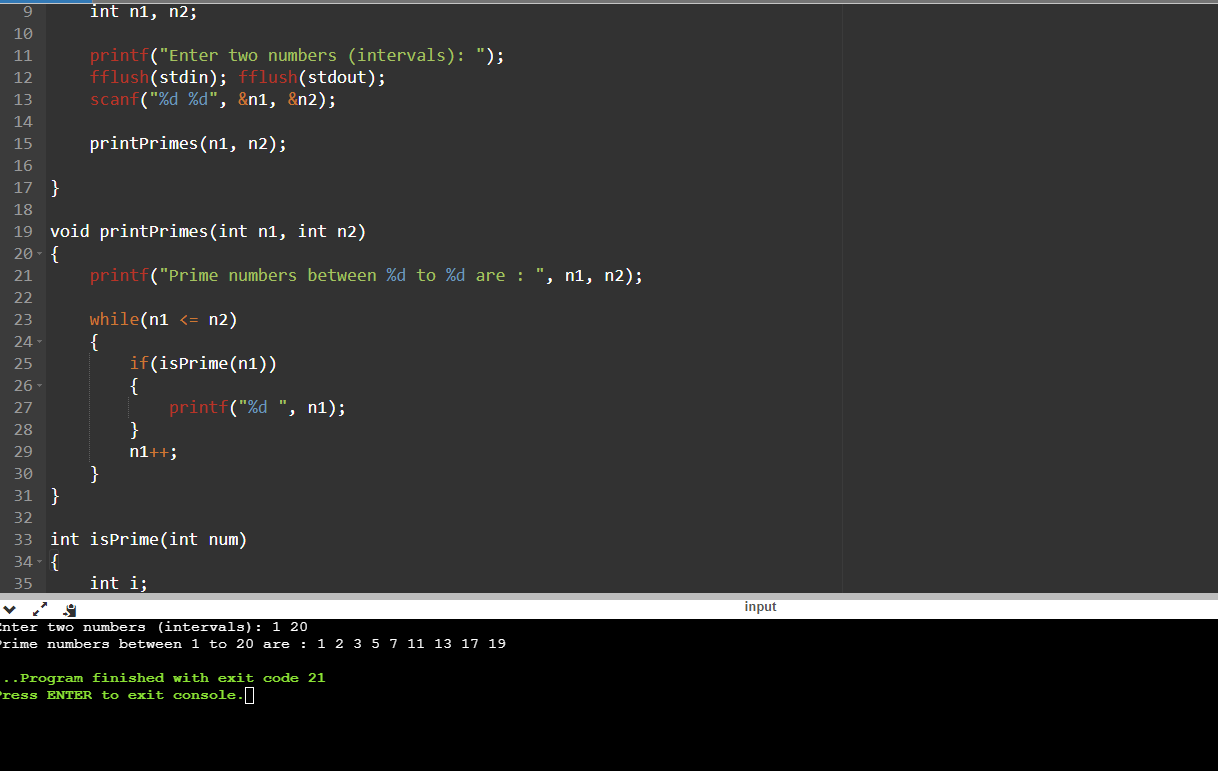 9 int n1, n2;
10
11 printf("Enter two numbers (intervals): ");
12 fflush(stdin); fflush(stdout);
13 scanf("%d %d", &n1, &n2);
14
15 printPrimes(n1, n2);
16
17 }
18
19 void printPrimes(int n1, int n2)
20 {
21 printf("Prime numbers between %d to %d are : ", n1, n2);
22
23 while(n1 <= n2)
24 {
25 if(isPrime(n1))
26 {
27 printf("%d ", n1);
28 }
29 n1++;
30 }
31 }
32
33 int isPrime(int num)
34 {
35 int i;
input
Enter two numbers (intervals): 1 20
Prime numbers between 1 to 20 are : 1 2 3 5 7 11 13 17 19
...Program finished with exit code 21
Press ENTER to exit console.